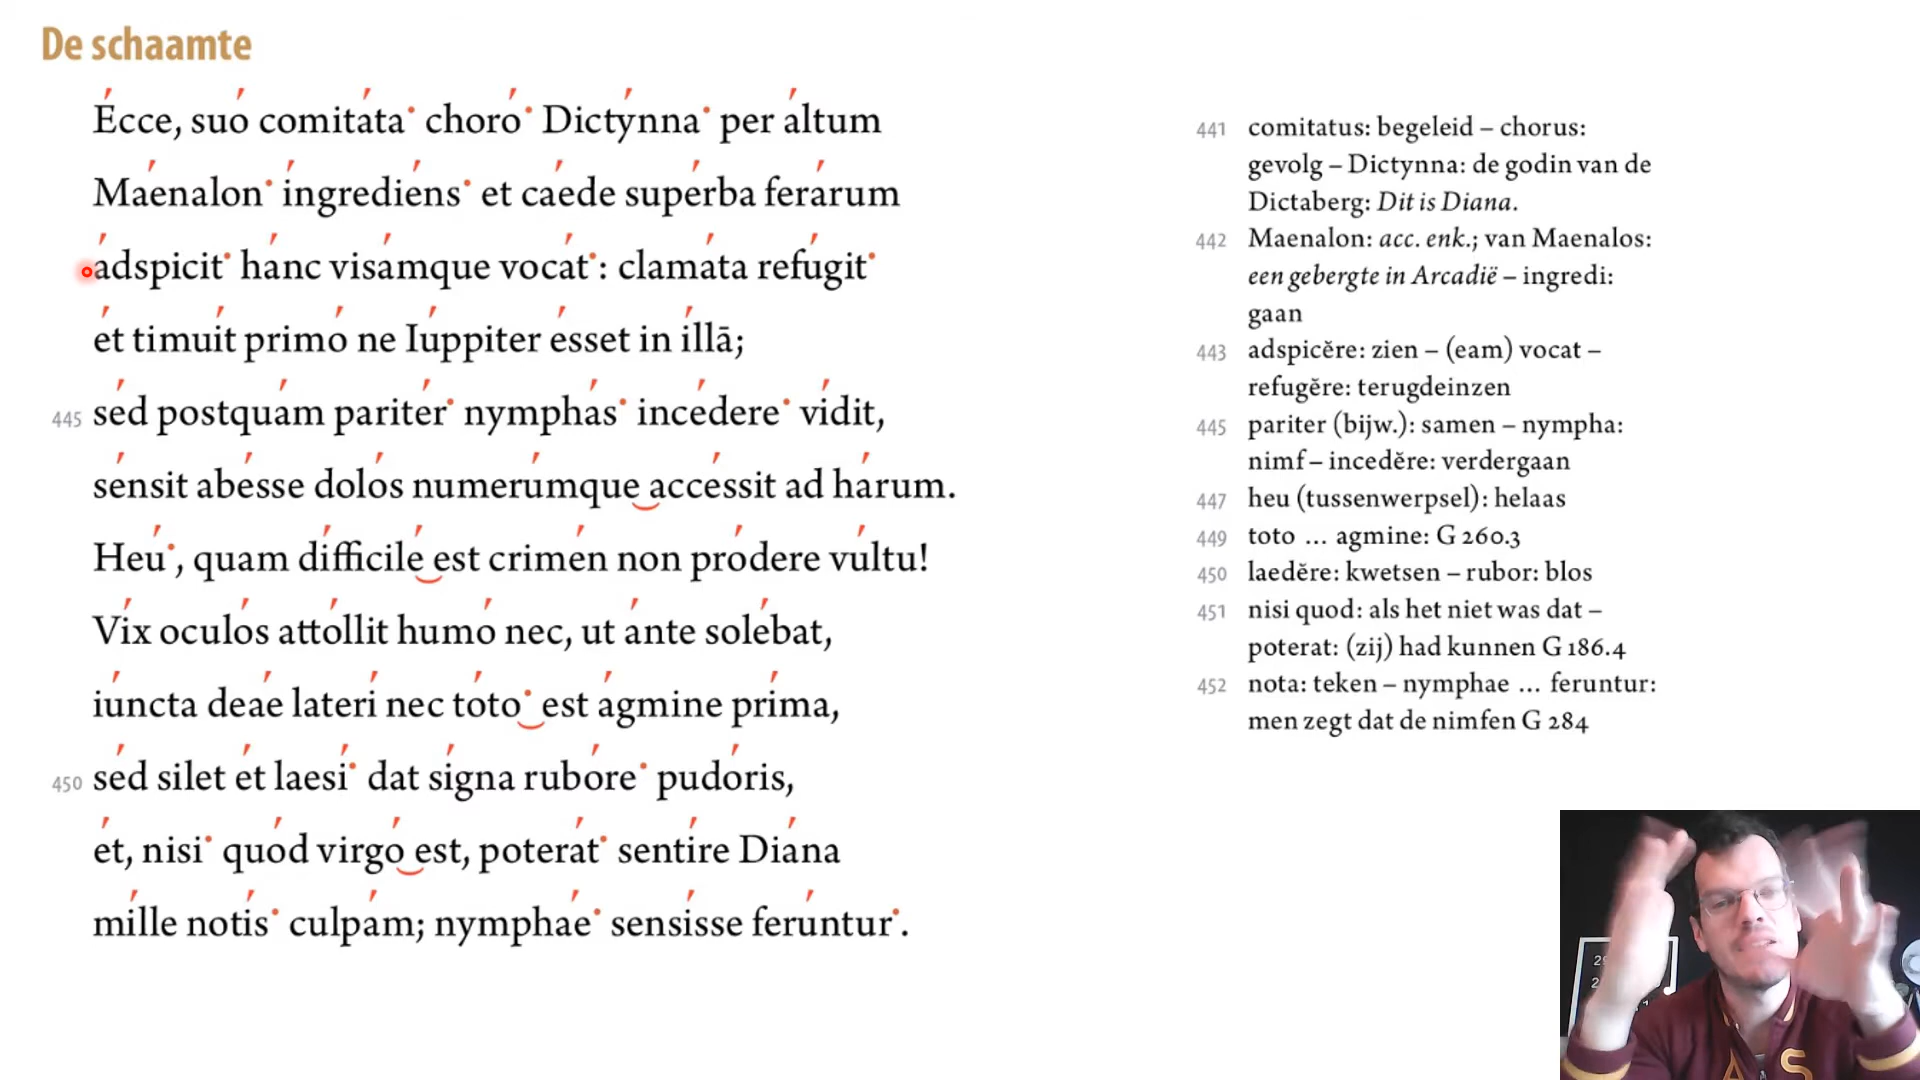 De schaamte
Ecce, suo comitata° choro° Dictynna° per altum
Maenalon° ingrediens° et caede superba ferarum
adspicit° hanc visamque vocat°: clamata refugit°
et timuit primo ne Iuppiter esset in illā;
445 sed postquam pariter° nymphas° incedere° vidit,
sensit abesse dolos numerumque accessit ad harum.
Heu°, quam difficile est crimen non prodere vultu!
Vix oculos attollit humo nec, ut ante solebat,
iuncta deae lateri nec toto° est agmine prima,
450 sed silet et laesi° dat signa rubore° pudoris,
et, nisi° quod virgo est, poterat° sentire Diana
mille notis° culpam; nymphae° sensisse feruntur°.
441 comitatus: begeleid – chorus:
gevolg – Dictynna: de godin van de
Dictaberg: Dit is Diana.
442 Maenalon: acc. enk.; van Maenalos:
een gebergte in Arcadië – ingredi:
gaan
443 adspicĕre: zien – (eam) vocat –
refugĕre: terugdeinzen
445 pariter (bijw.): samen – nympha:
nimf – incedĕre: verdergaan
447 heu (tussenwerpsel): helaas
449 toto ... agmine: G 260.3
450 laedĕre: kwetsen – rubor: blos
451 nisi quod: als het niet was dat –
poterat: (zij) had kunnen G 186.4
452 nota: teken – nymphae ... feruntur:
men zegt dat de nimfen G 284